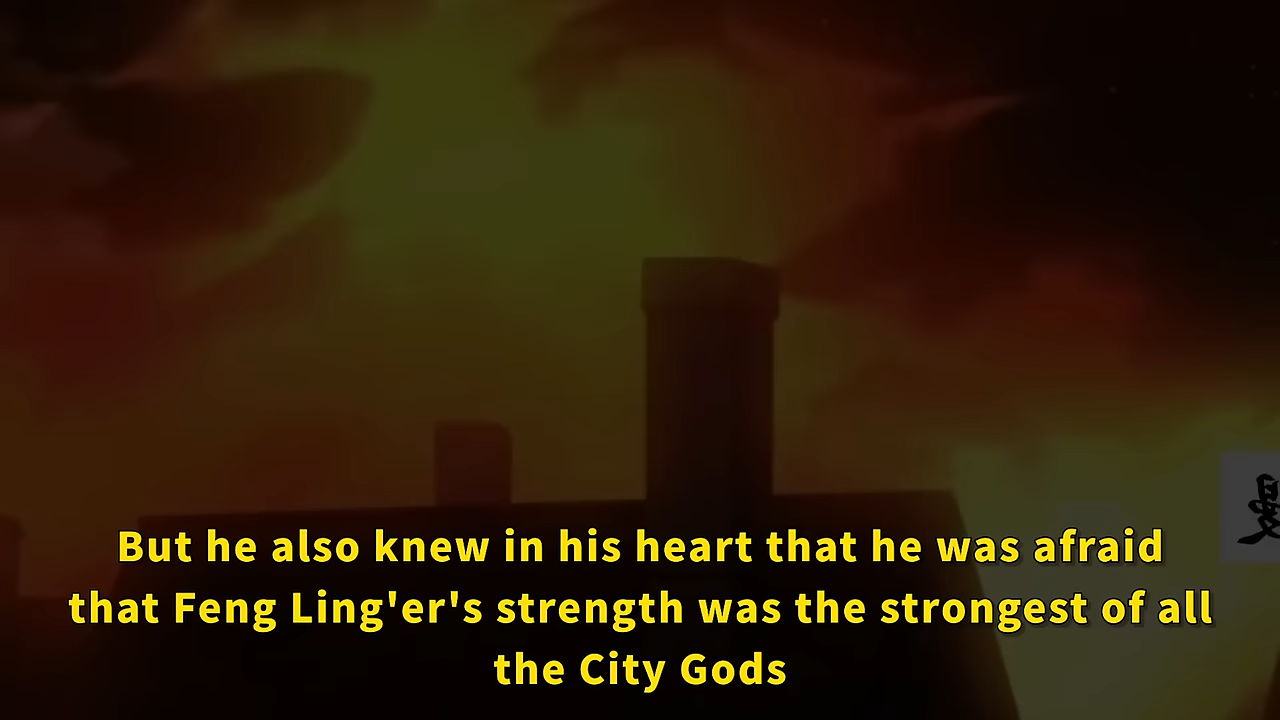 But he also knew in his heart that he was afraid
that Feng Ling'er's strength was the strongest of all
the City Gods